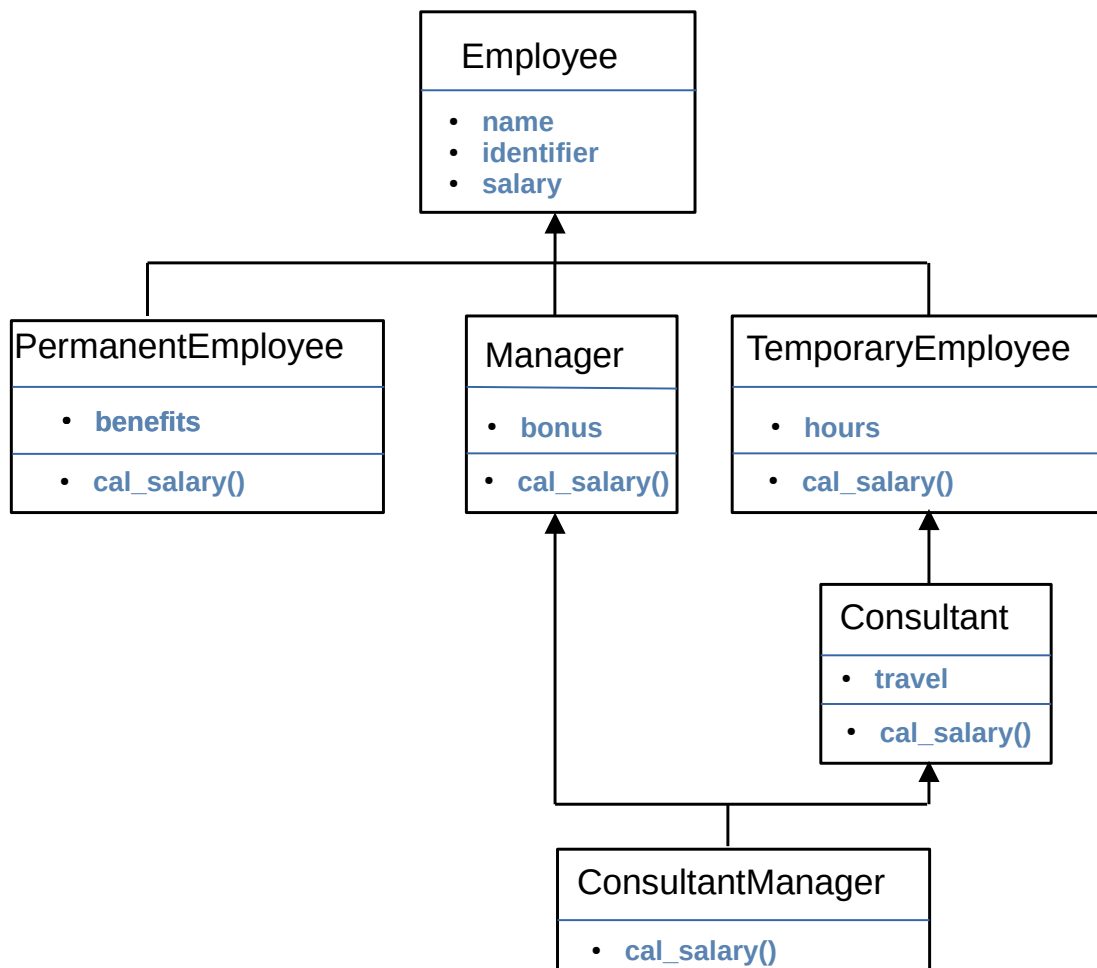 Employee
• name
• identifier
• salary
PermanentEmployee
• benefits
• cal_salary()
Manager
• bonus
• cal_salary()
TemporaryEmployee
• hours
• cal_salary()
Consultant
• travel
• cal_salary()
ConsultantManager
• cal_salary()